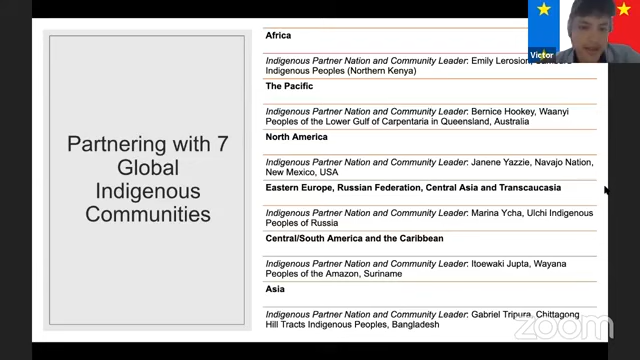 Partnering with 7
Global
Indigenous
Communities
Africa
Indigenous Partner Nation and Community Leader: Emily Lerosion,
Indigenous Peoples (Northern Kenya)
The Pacific
Indigenous Partner Nation and Community Leader: Bernice Hookey, Waanyi
Peoples of the Lower Gulf of Carpentaria in Queensland, Australia
North America
Indigenous Partner Nation and Community Leader: Janene Yazzie, Navajo Nation,
New Mexico, USA
Eastern Europe, Russian Federation, Central Asia and Transcaucasia
Indigenous Partner Nation and Community Leader: Marina Ycha, Ulchi Indigenous
Peoples of Russia
Central/South America and the Caribbean
Indigenous Partner Nation and Community Leader: Itoewaki Jupta, Wayana
Peoples of the Amazon, Suriname
Asia
Indigenous Partner Nation and Community Leader: Gabriel Tripura, Chittagong
Hill Tracts Indigenous Peoples, Bangladesh
Victor
zoom